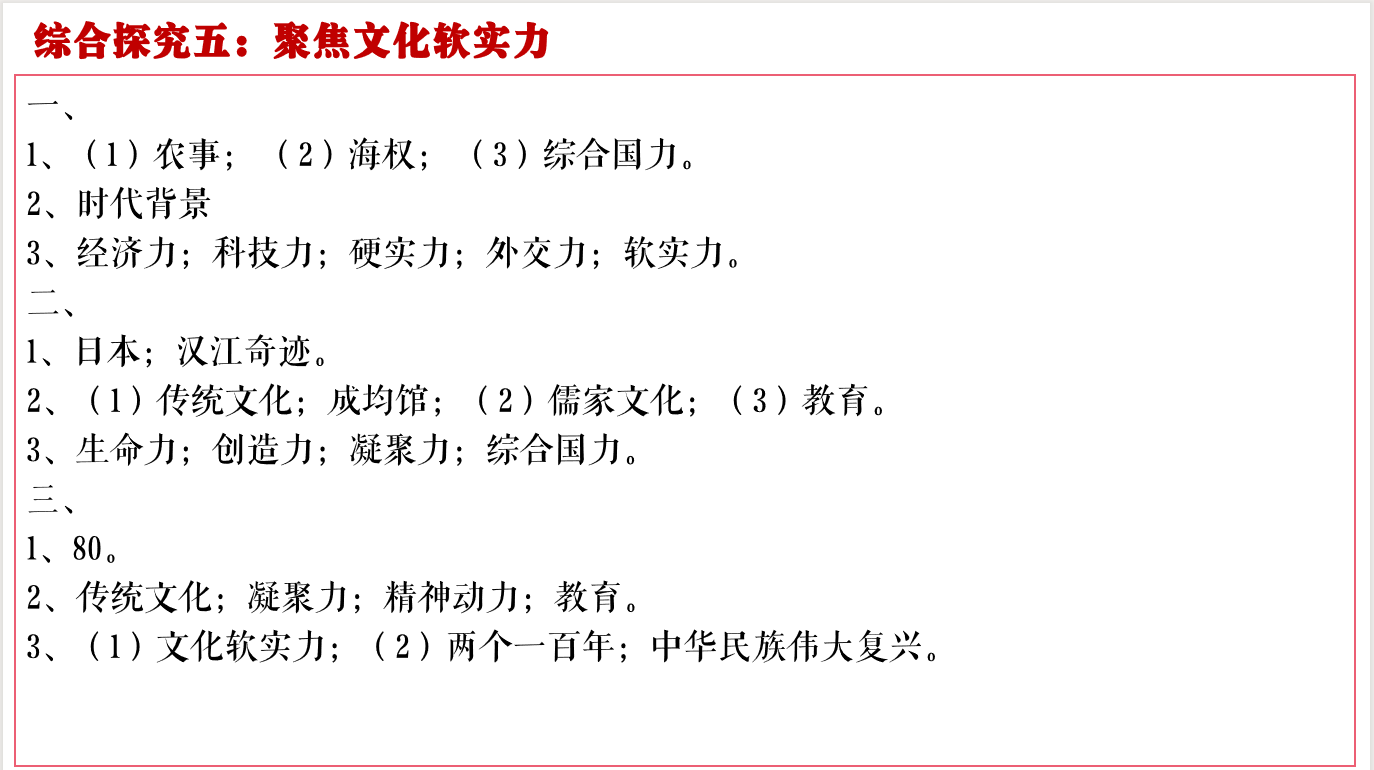 综合探究五：聚焦文化软实力
一、
1、（1）农事；（2）海权；（3）综合国力。
2、时代背景
3、经济力；科技力；硬实力；外交力；软实力。
二、
1、日本；汉江奇迹。
2、（1）传统文化；成均馆；（2）儒家文化；（3）教育。
3、生命力；创造力；凝聚力；综合国力。
三、
1、80。
2、传统文化；凝聚力；精神动力；教育。
3、（1）文化软实力；（2）两个一百年；中华民族伟大复兴。